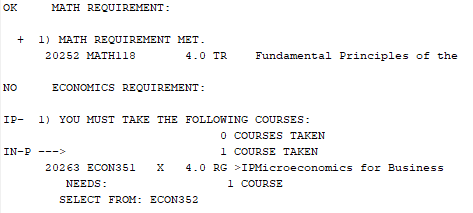 OK MATH REQUIREMENT:
+ 1) MATH REQUIREMENT MET.
20252 MATH118 4.0 TR Fundamental Principles of the
NO ECONOMICS REQUIREMENT:
IP- 1) YOU MUST TAKE THE FOLLOWING COURSES:
0 COURSES TAKEN
IN-P ---> 1 COURSE TAKEN
20263 ECON351 X 4.0 RG >IPMicroeconomics for Business
NEEDS: 1 COURSE
SELECT FROM: ECON352